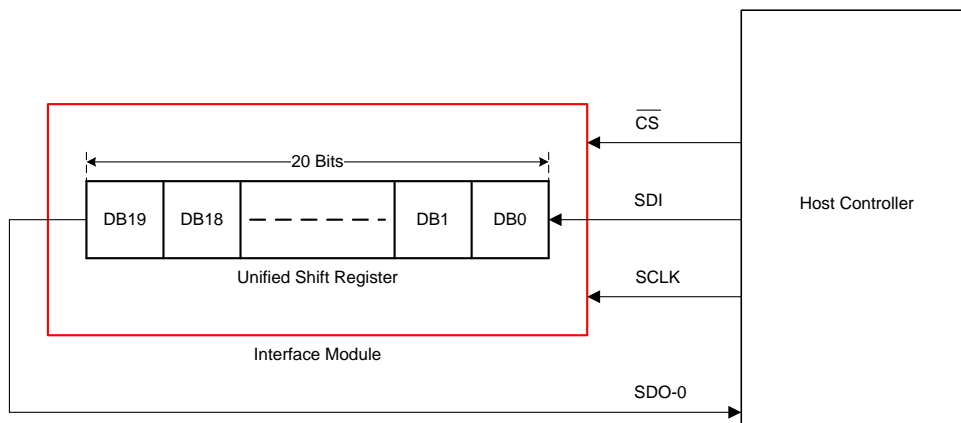 CS
20 Bits
SDI
Host Controller
DB19
DB18
DB1
DB0
Unified Shift Register
SCLK
Interface Module
SDO-0